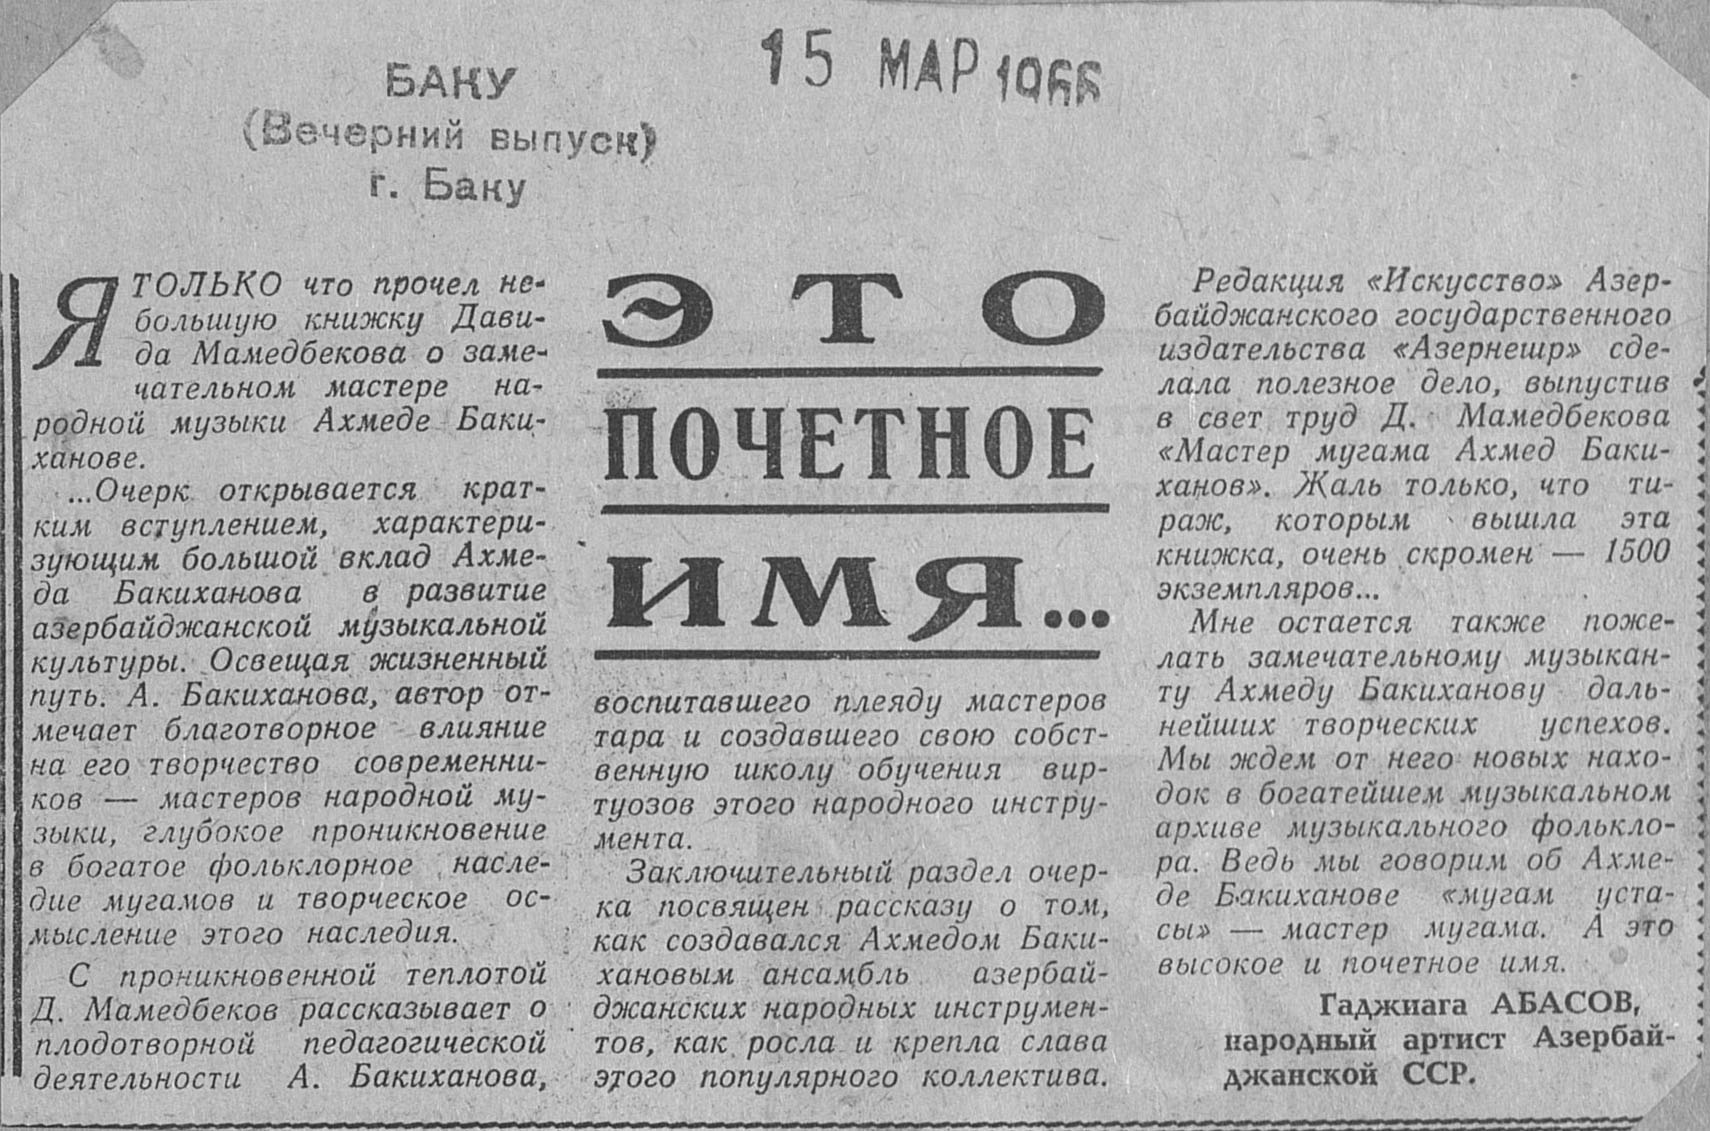 БАКУ
(Вечерний выпуск)
г. Баку
15 МАР 1966
Я ТОЛЬКО что прочел не-
большую книжку Дави-
да Мамедбекова о заме-
чательном мастере на-
родной музыки Ахмеде Баки-
ханове.
...Очерк открывается крат-
ким вступлением, характери-
зующим большой вклад Ахме-
да Бакиханова в развитие
азербайджанской музыкальной
культуры. Освещая жизненный
путь. А. Бакиханова, автор от-
мечает благотворное влияние
на его творчество современни-
ков — мастеров народной му-
зыки, глубокое проникновение
в богатое фольклорное насле-
дие мугамов и творческое ос-
мысление этого наследия.
С проникновенной теплотой
Д. Мамедбеков рассказывает о
плодотворной педагогической
деятельности А. Бакиханова,
ЭТО
ПОЧЕТНОЕ
ИМЯ...
воспитавшего плеяду мастеров
тара и создавшего свою собст-
венную школу обучения вир-
туозов этого народного инстру-
мента.
Заключительный раздел очер-
ка посвящен рассказу о том,
как создавался Ахмедом Баки-
хановым ансамбль азербай-
джанских народных инструмен-
тов, как росла и крепла слава
этого популярного коллектива.
Редакция «Искусство» Азер-
байджанского государственного
издательства «Азернешр» сде-
лала полезное дело, выпустив
в свет труд Д. Мамедбекова
«Мастер мугама Ахмед Баки-
ханов». Жаль только, что ти-
раж, которым вышла эта
книжка, очень скромен — 1500
экземпляров...
Мне остается также поже-
лать замечательному музыкан-
ту Ахмеду Бакиханову даль-
нейших творческих успехов.
Мы ждем от него новых нахо-
док в богатейшем музыкальном
архиве музыкального фолькло-
ра. Ведь мы говорим об Ахме-
де Бакиханове «мугам уста-
сы» — мастер мугама. А это
высокое и почетное имя.
Гаджиага АБАСОВ,
народный артист Азербай-
джанской ССР.